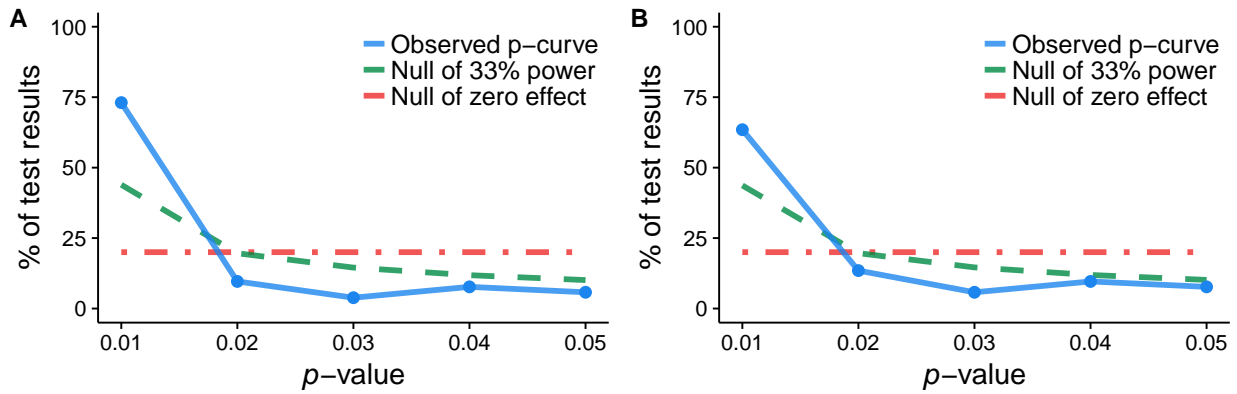 A
100
75
50
25
0
% of test results
Observed p−curve
Null of 33% power
Null of zero effect
0.01 0.02 0.03 0.04 0.05
p−value
B
100
75
50
25
0
% of test results
Observed p−curve
Null of 33% power
Null of zero effect
0.01 0.02 0.03 0.04 0.05
p−value